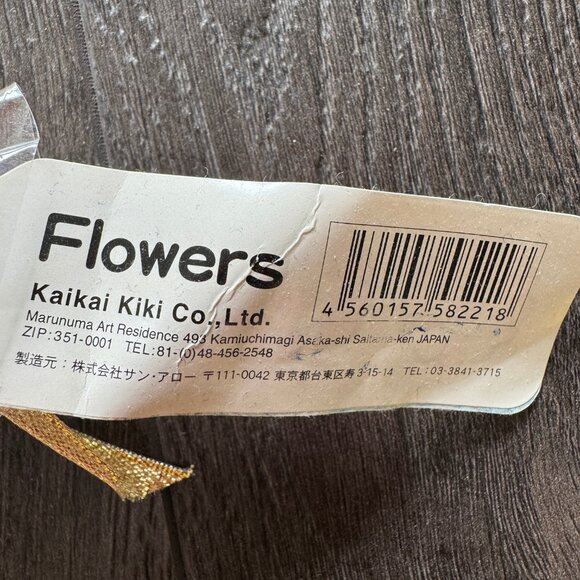 Flowers
Kaikai Kiki Co.,Ltd.
Marunuma Art Residence 493 Kamiuchimagi Asaka-shi Saitama-ken JAPAN
ZIP:351-0001 TEL:81-(0)48-456-2548
製造元：株式会社サン・アロー 〒111-0042 東京都台東区寿 3-15-14 TEL:03-3841-3715
4 560157 582218